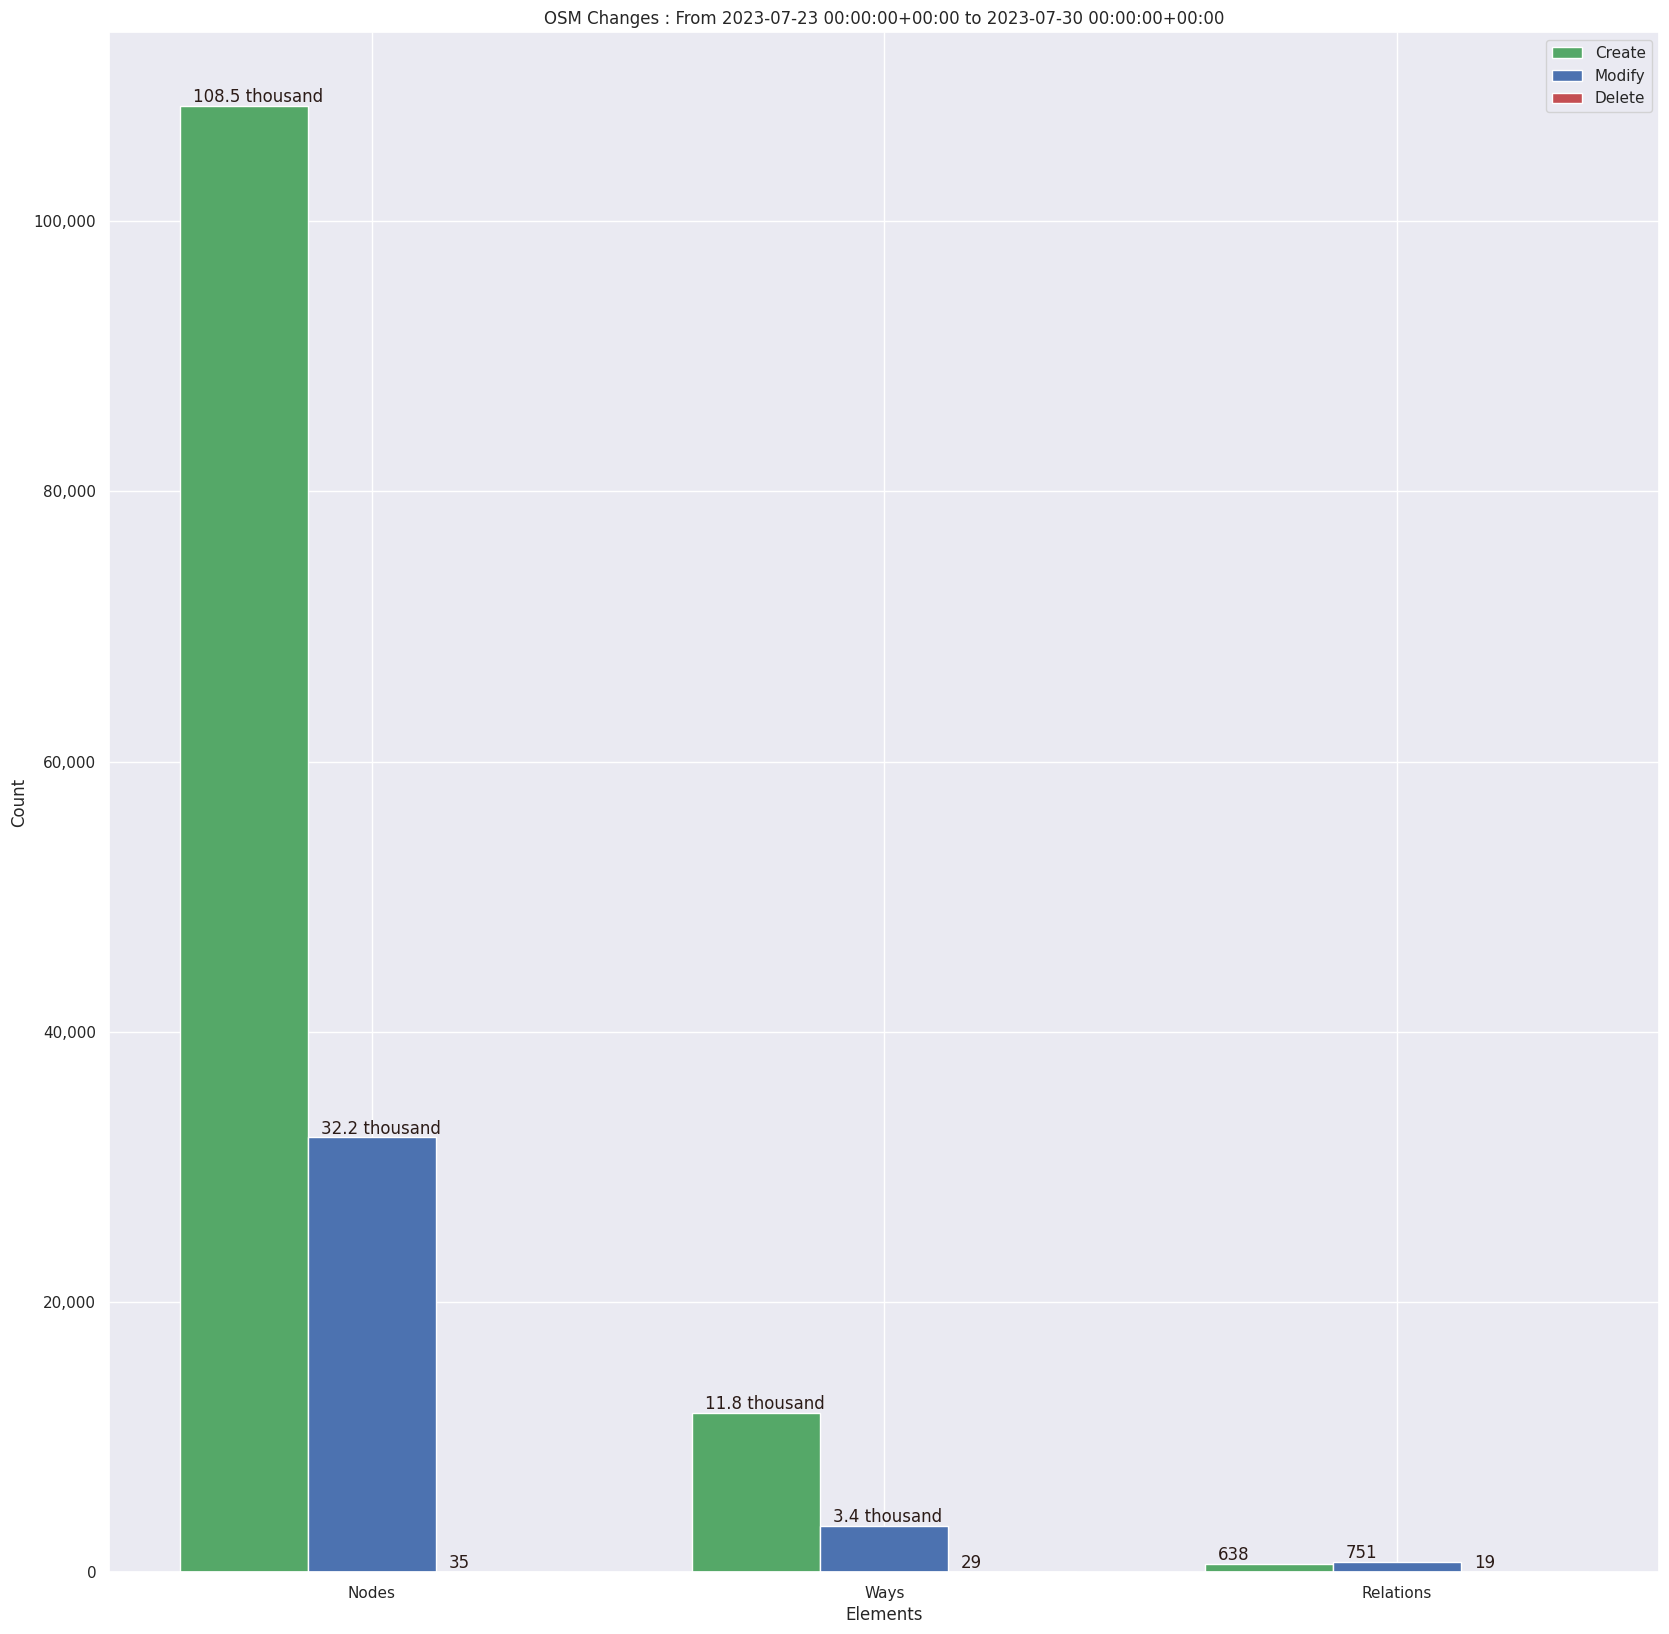 OSM Changes : From 2023-07-23 00:00:00+00:00 to 2023-07-30 00:00:00+00:00
Create
Modify
Delete
108.5 thousand
100,000
80,000
60,000
Count
40,000
32.2 thousand
20,000
11.8 thousand
3.4 thousand
0
35
29
638
751
19
Nodes
Ways
Relations
Elements